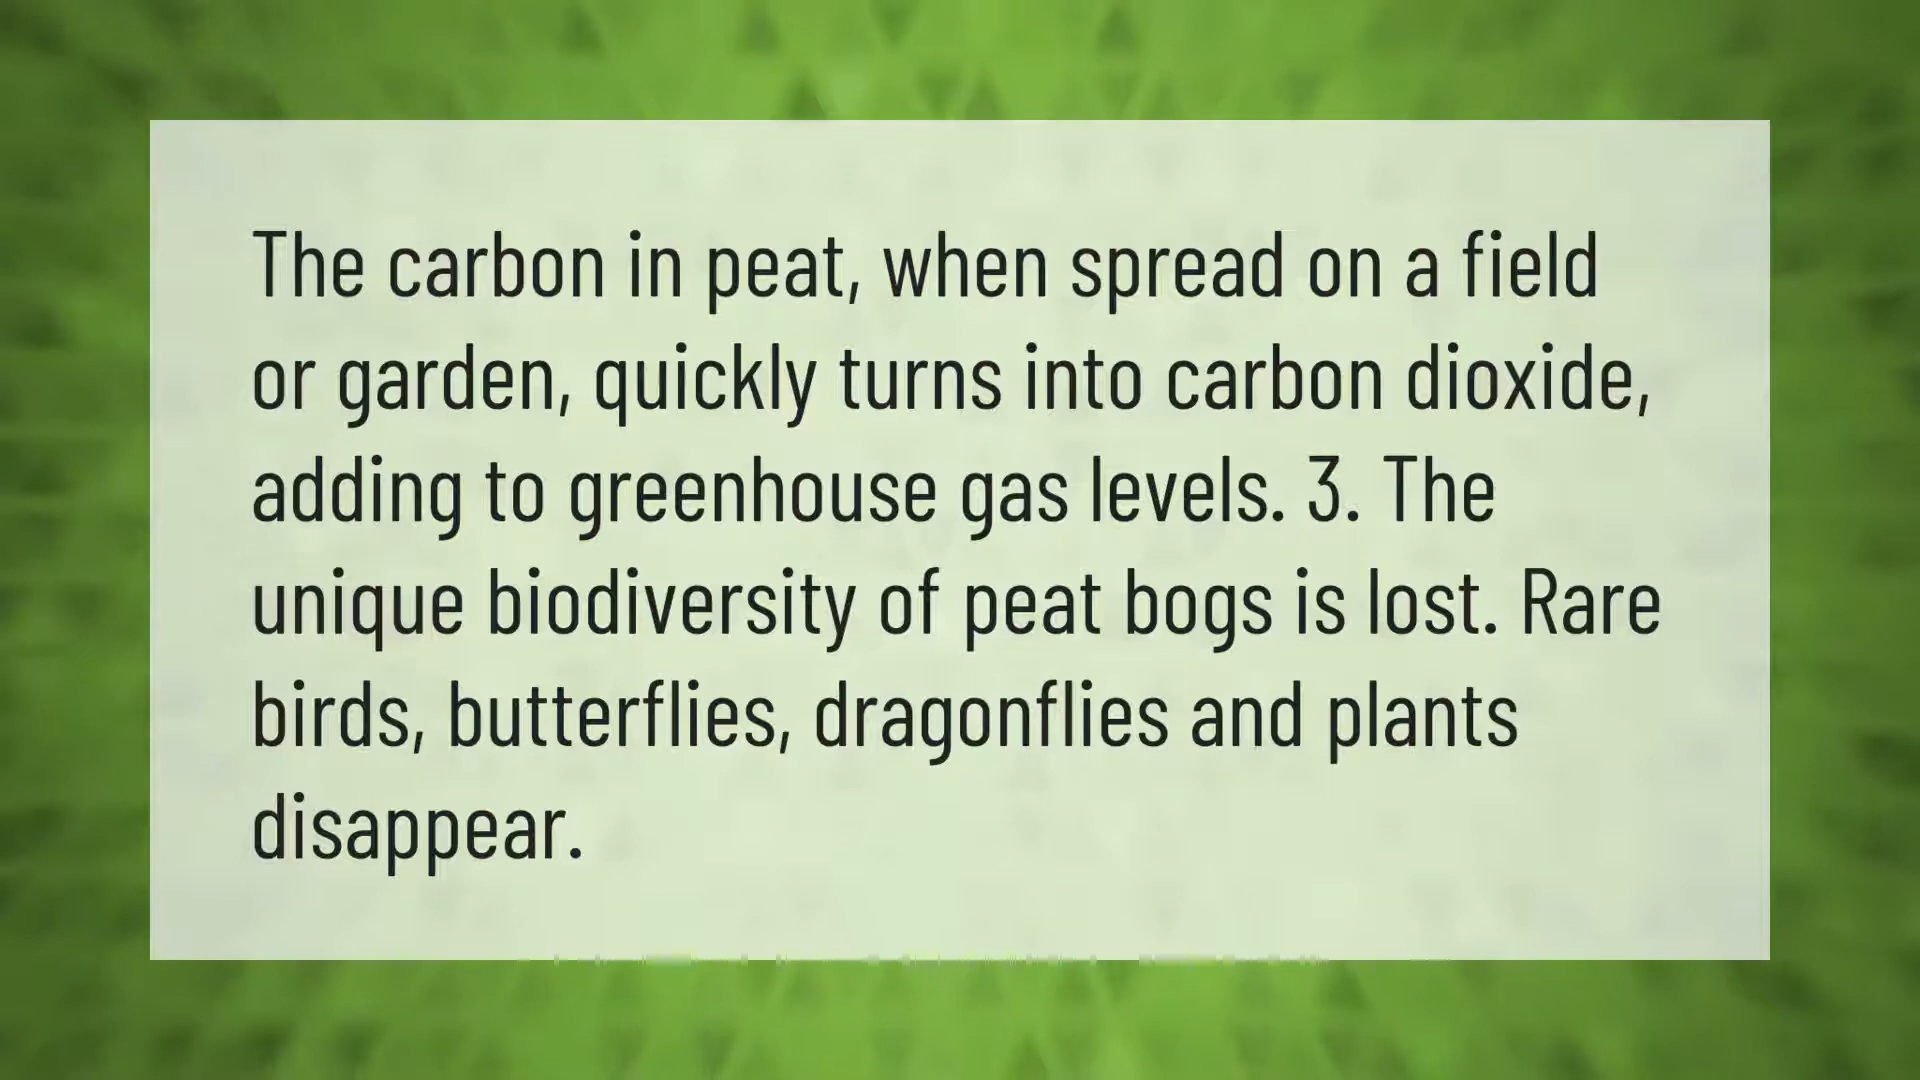 The carbon in peat, when spread on a field
or garden, quickly turns into carbon dioxide,
adding to greenhouse gas levels. 3. The
unique biodiversity of peat bogs is lost. Rare
birds, butterflies, dragonflies and plants
disappear.